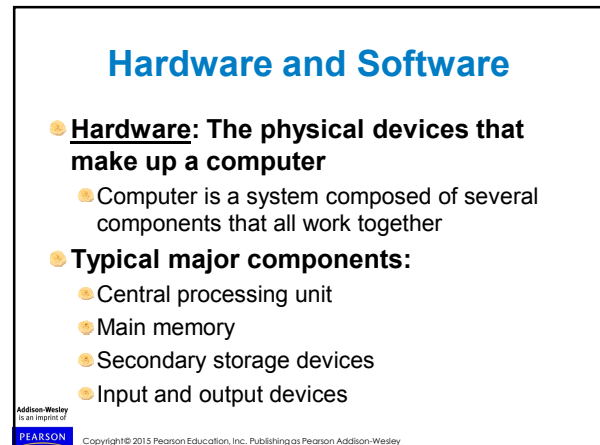 Hardware and Software
Hardware: The physical devices that
make up a computer
Computer is a system composed of several
components that all work together
Typical major components:
Central processing unit
Main memory
Secondary storage devices
Input and output devices
Addison-Wesley
is an imprint of
PEARSON
Copyright © 2015 Pearson Education, Inc. Publishing as Pearson Addison-Wesley